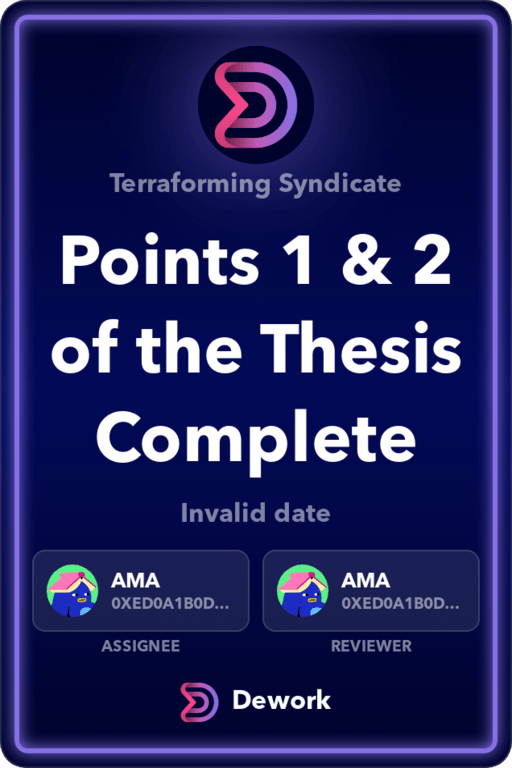 Terraforming Syndicate
Points 1 & 2
of the Thesis
Complete
Invalid date
AMA
0XED0A1B0D...
ASSIGNEE
AMA
0XED0A1B0D...
REVIEWER
Dework